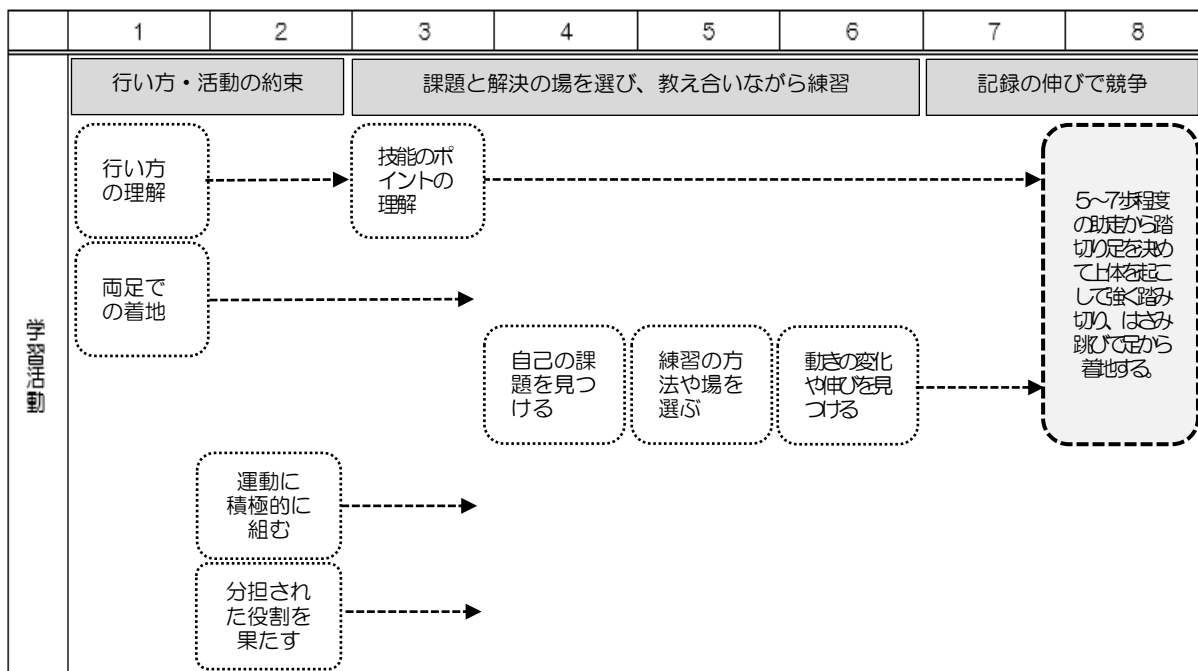 1 2 3 4 5 6 7 8
行い方・活動の約束
課題と解決の場を選び、教え合いながら練習
記録の伸びで競争
学習活動
行い方
の理解
技能のポ
イントの
理解
両足で
の着地
自己の課
題を見つ
ける
練習の方
法や場を
選ぶ
動きの変化
や伸びを見
つける
5～7歩程度
の助走から踏
切り足を決め
て上体を起こ
して強く踏み
切り、はさみ
跳びで足から
着地する。
運動に
積極的に
組む
分担され
た役割を
果たす